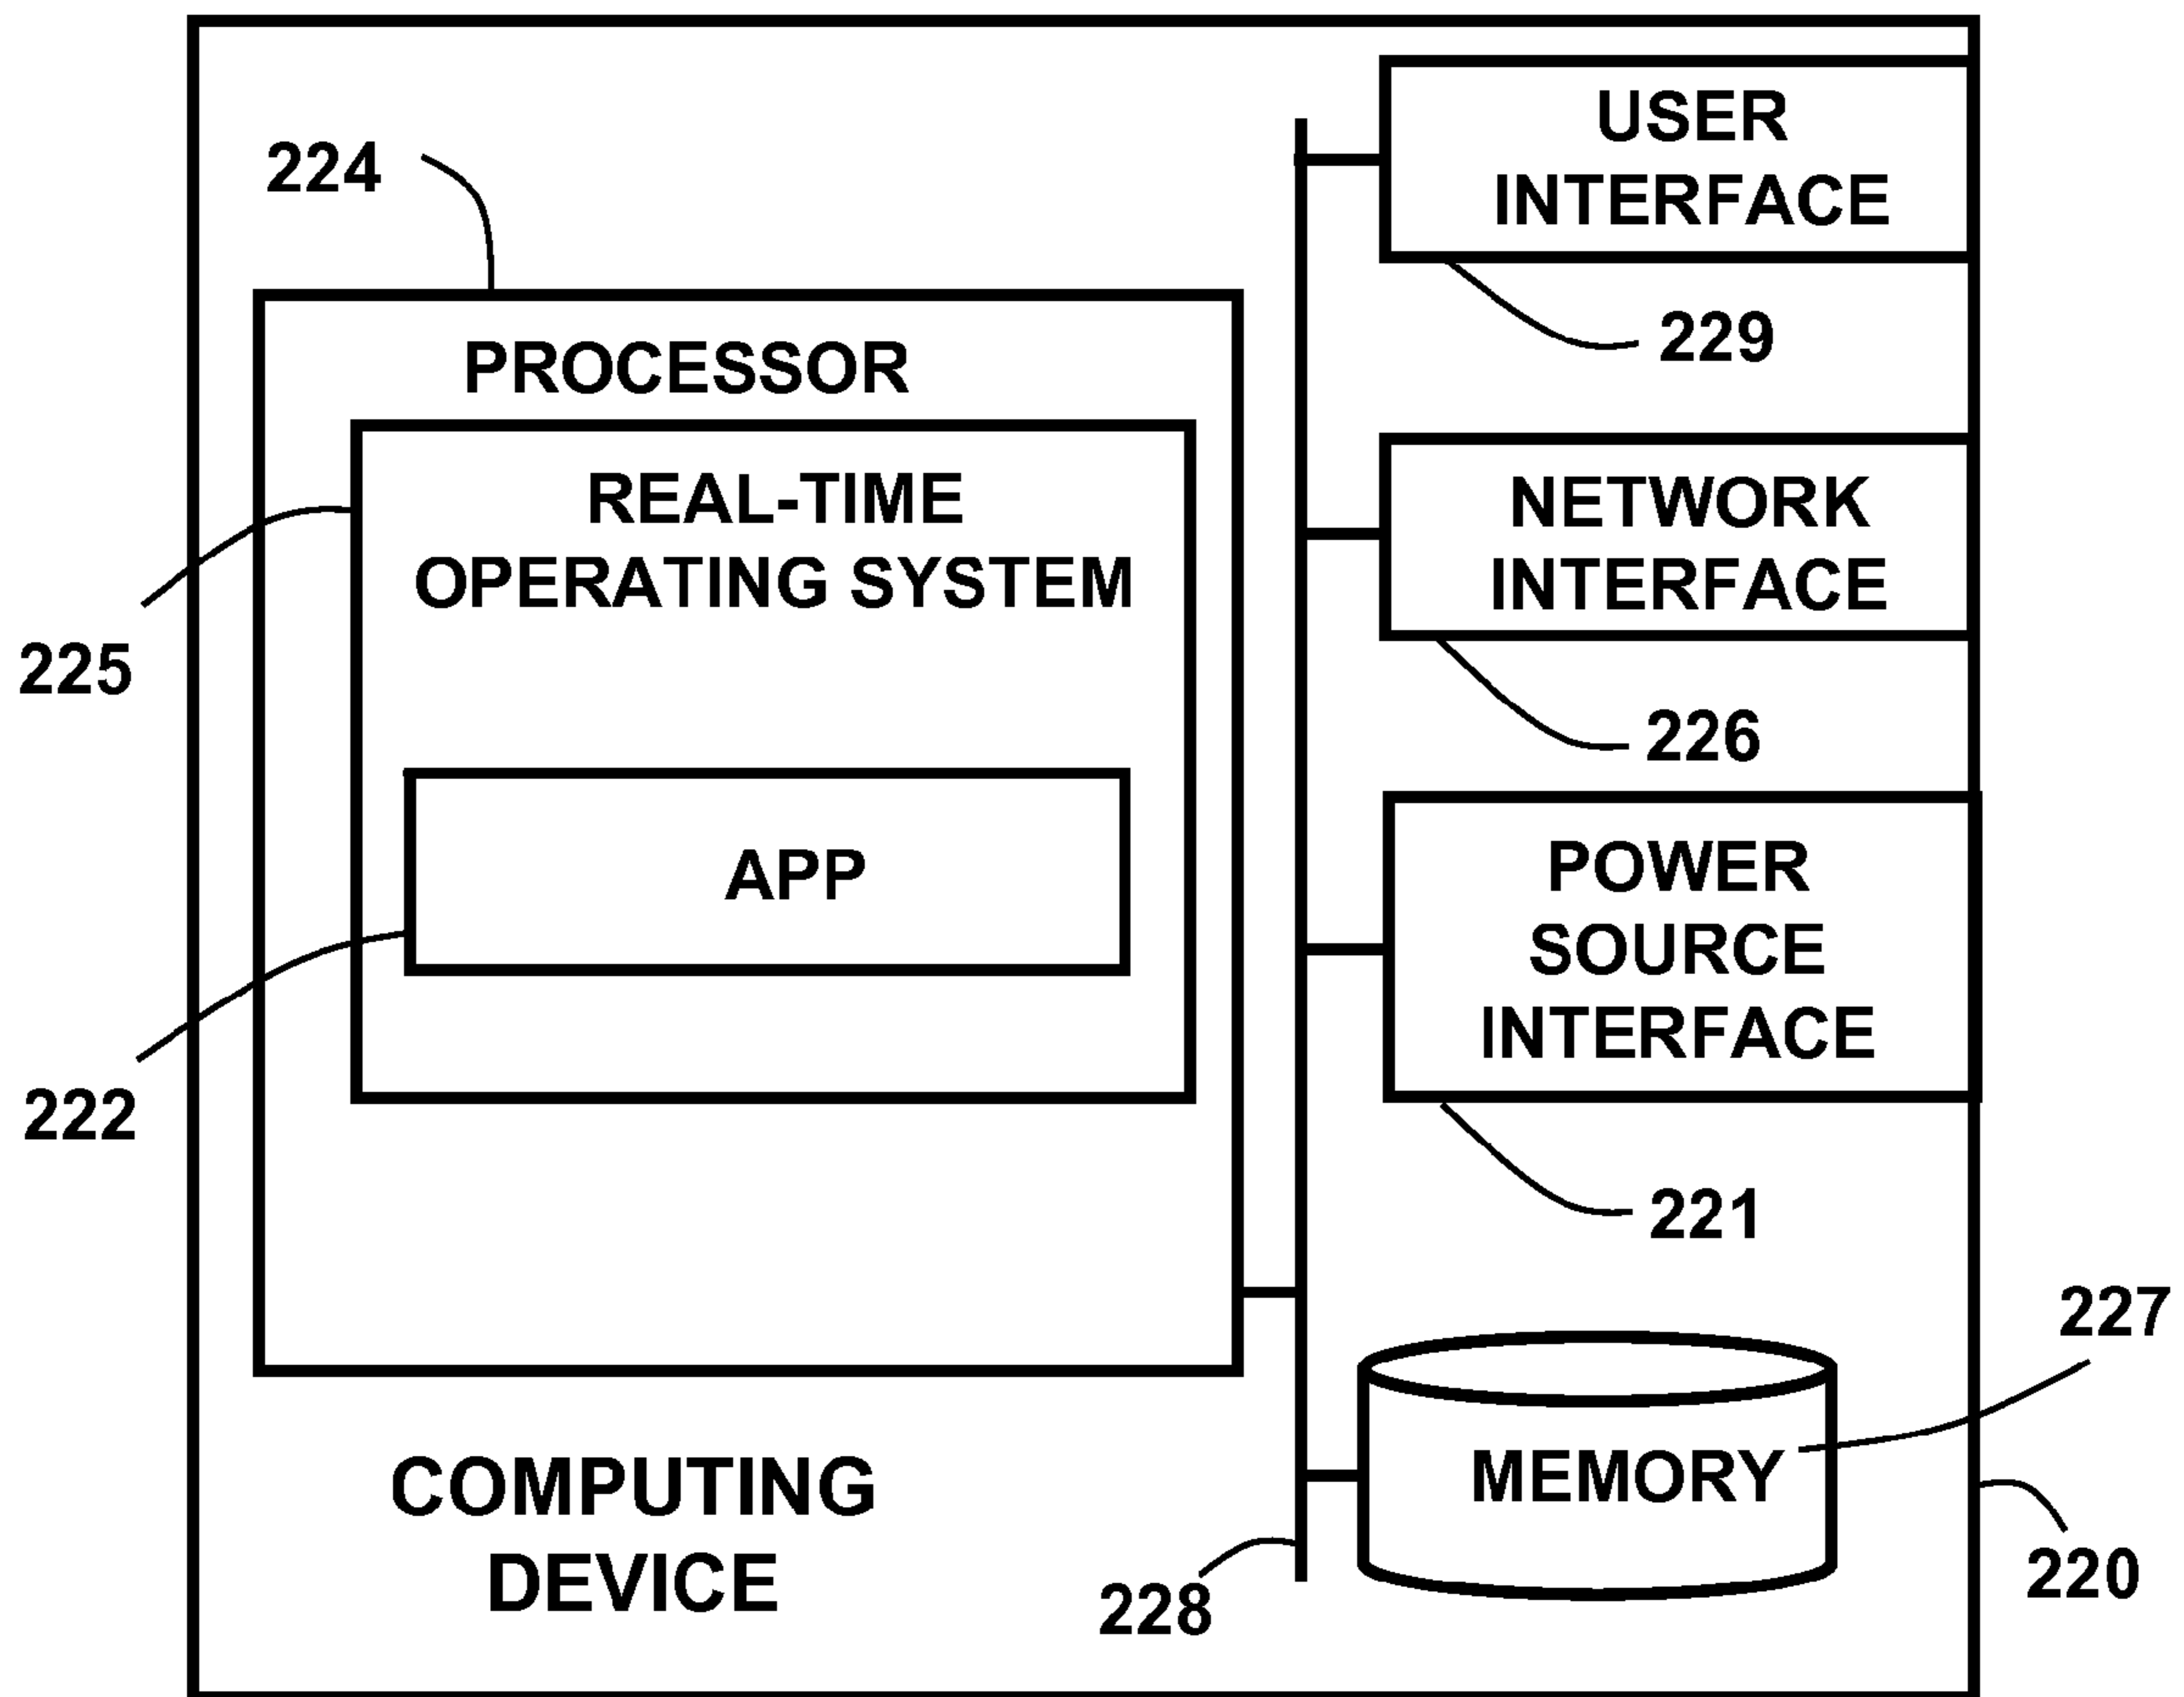 224
PROCESSOR
REAL-TIME
OPERATING SYSTEM
225
APP
222
COMPUTING
DEVICE
USER
INTERFACE
229
NETWORK
INTERFACE
226
POWER
SOURCE
INTERFACE
221
227
MEMORY
228
220